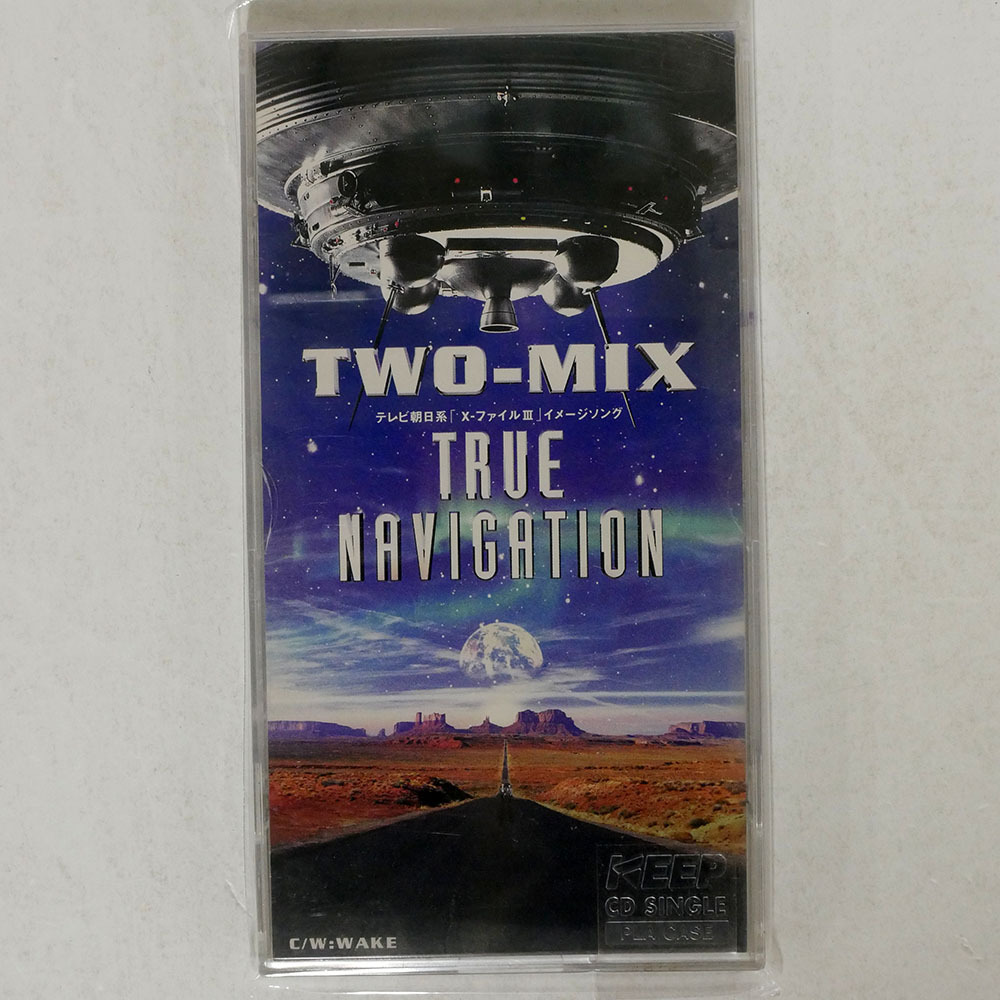 TWO-MIX
テレビ朝日系「X-ファイルⅢ」イメージソング
TRUE
NAVIGATION
KEEP
CD SINGLE
PLA CASE
C/W:WAKE